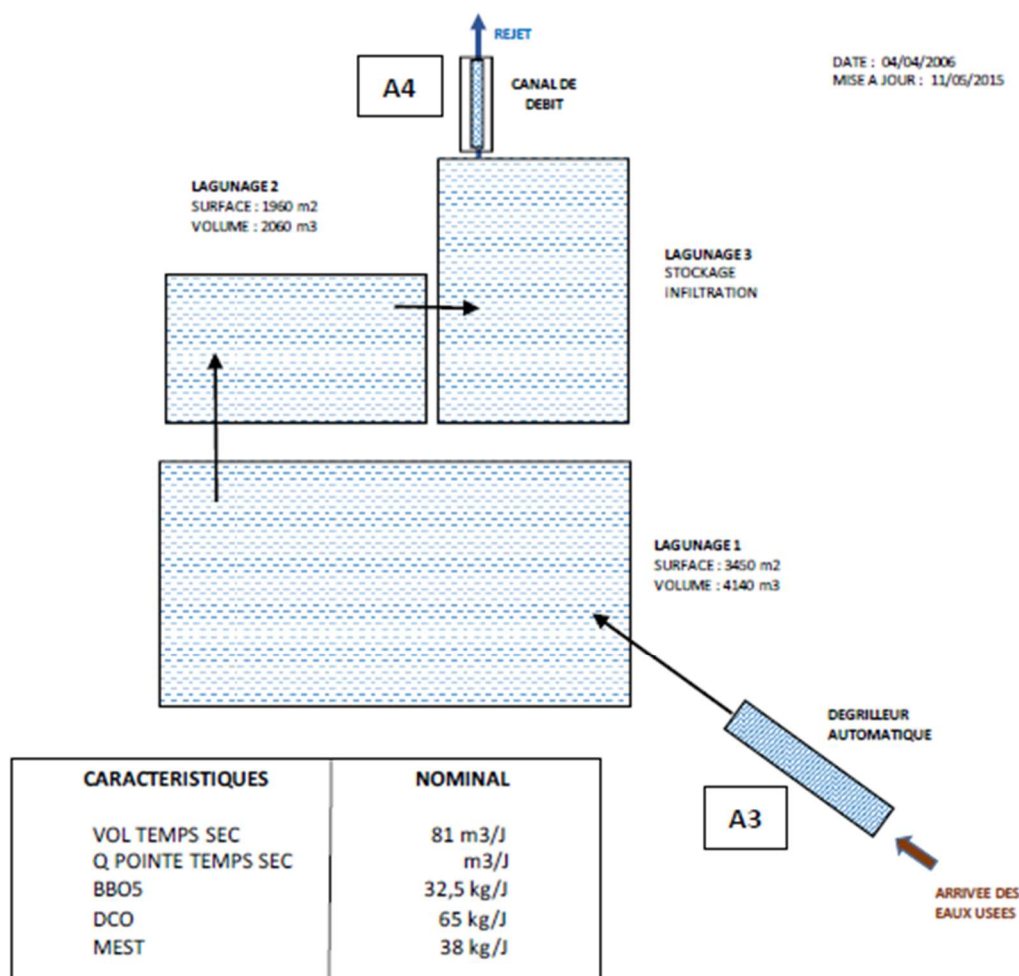 REJET
A4
CANAL DE
DEBIT
DATE : 04/04/2006
MISE A JOUR : 11/05/2015
LAGUNAGE 2
SURFACE : 1960 m2
VOLUME : 2060 m3
LAGUNAGE 3
STOCKAGE
INFILTRATION
LAGUNAGE 1
SURFACE : 3450 m2
VOLUME : 4140 m3
DEGRILLEUR
AUTOMATIQUE
A3
ARRIVEE DES
EAUX USEES
CARACTERISTIQUES NOMINAL
VOL TEMPS SEC 81 m3/J
Q POINTE TEMPS SEC m3/J
BBO5 32,5 kg/J
DCO 65 kg/J
MEST 38 kg/J